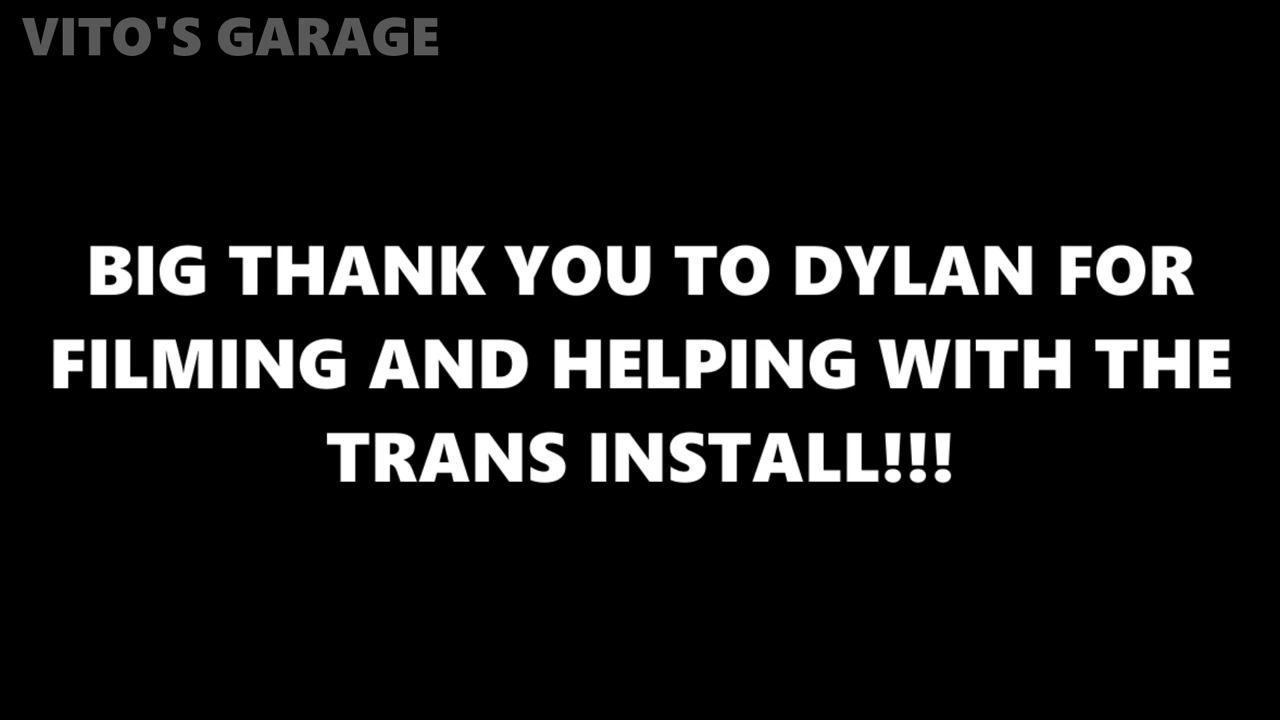 VITO'S GARAGE
BIG THANK YOU TO DYLAN FOR
FILMING AND HELPING WITH THE
TRANS INSTALL!!!